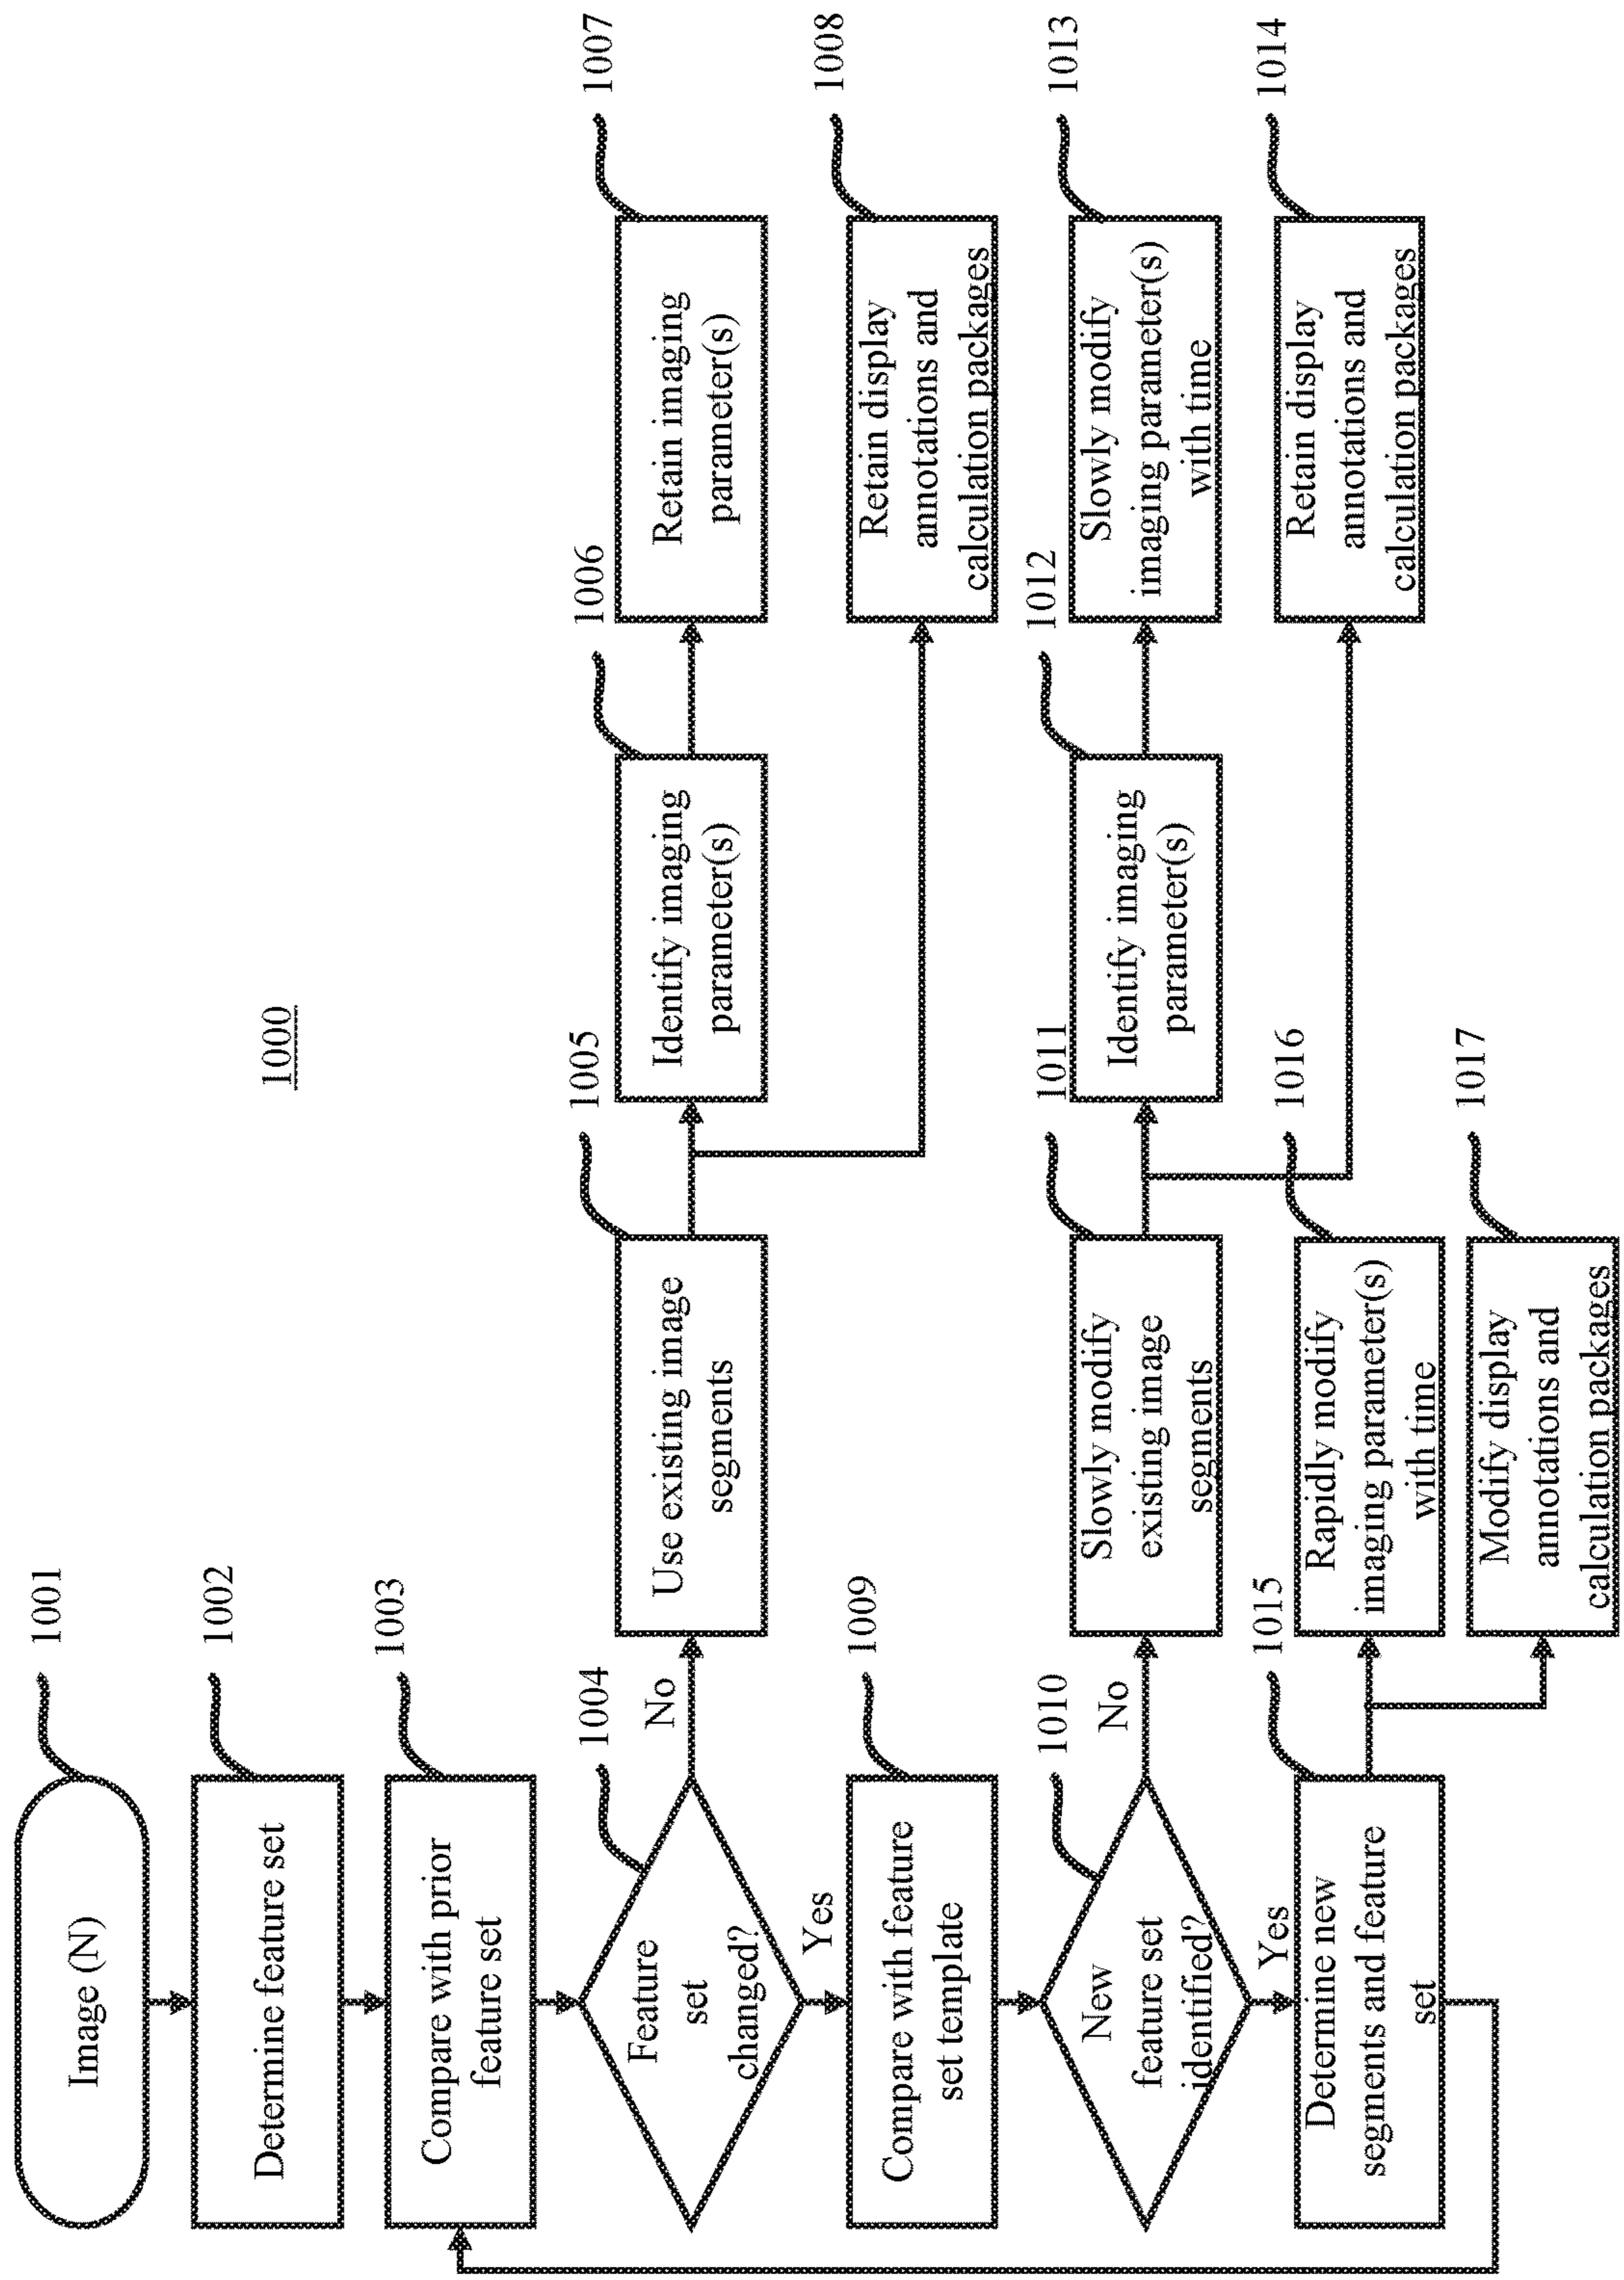 1000
Image (N)
1001
Determine feature set
1002
Compare with prior
feature set
1003
Feature
set
changed?
1004
No
Yes
Use existing image
segments
1005
Identify imaging
parameter(s)
1006
Retain imaging
parameter(s)
1007
Retain display
annotations and
calculation packages
1008
Compare with feature
set template
1009
New
feature set
identified?
1010
No
Yes
Slowly modify
existing image
segments
1011
Identify imaging
parameter(s)
1012
Slowly modify
imaging parameter(s)
with time
1013
Retain display
annotations and
calculation packages
1014
Determine new
segments and feature
set
1015
Rapidly modify
imaging parameter(s)
with time
1016
Modify display
annotations and
calculation packages
1017